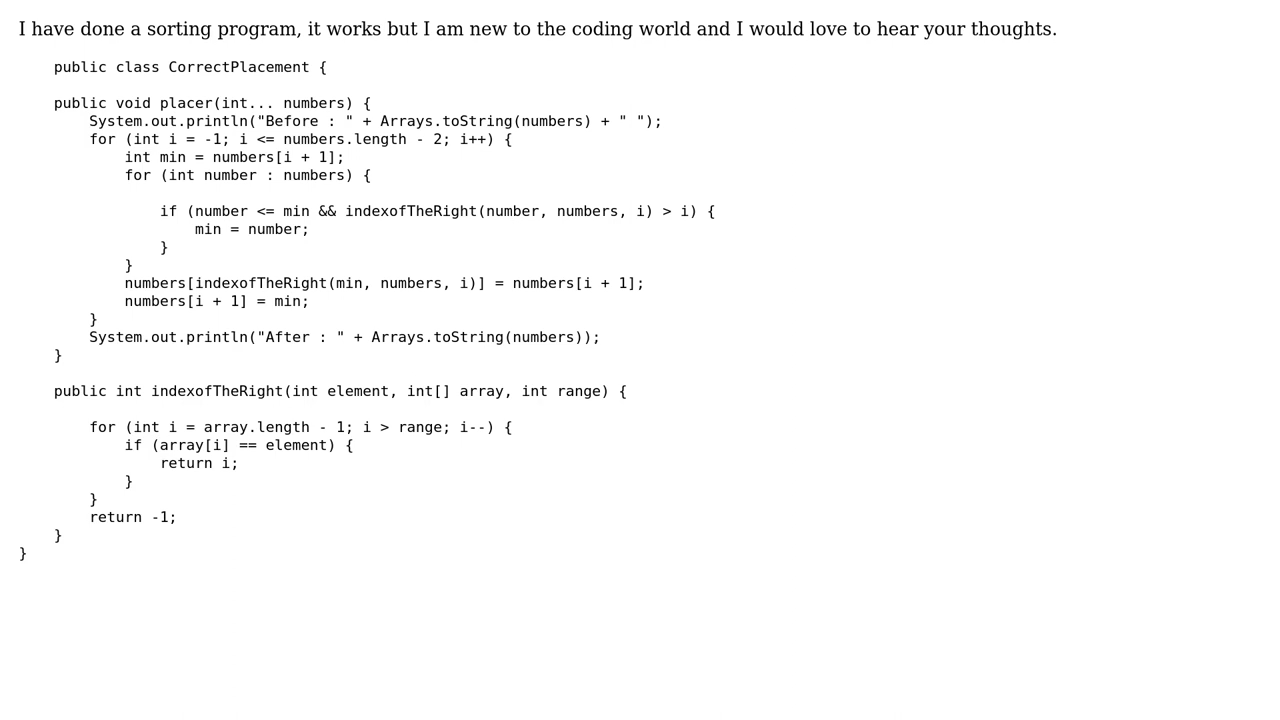 I have done a sorting program, it works but I am new to the coding world and I would love to hear your thoughts.
    public class CorrectPlacement {

    public void placer(int... numbers) {
        System.out.println("Before : " + Arrays.toString(numbers) + " ");
        for (int i = -1; i <= numbers.length - 2; i++) {
            int min = numbers[i + 1];
            for (int number : numbers) {

                if (number <= min && indexofTheRight(number, numbers, i) > i) {
                    min = number;
                }
            }
            numbers[indexofTheRight(min, numbers, i)] = numbers[i + 1];
            numbers[i + 1] = min;
        }
        System.out.println("After : " + Arrays.toString(numbers));
    }

    public int indexofTheRight(int element, int[] array, int range) {

        for (int i = array.length - 1; i > range; i--) {
            if (array[i] == element) {
                return i;
            }
        }
        return -1;
    }
}